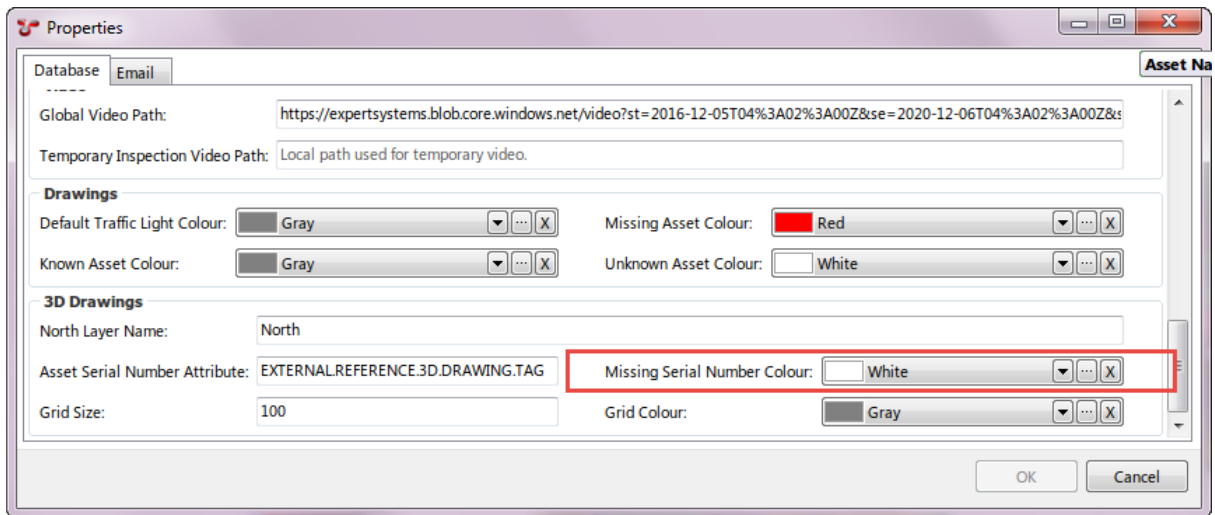 Properties
Database Email
Asset Na
Global Video Path: https://expertsystems.blob.core.windows.net/video?st=2016-12-05T04%3A02%3A00Z&se=2020-12-06T04%3A02%3A00Z&s
Temporary Inspection Video Path: Local path used for temporary video.
Drawings
Default Traffic Light Colour: Gray ... X Missing Asset Colour: Red ... X
Known Asset Colour: Gray ... X Unknown Asset Colour: White ... X
3D Drawings
North Layer Name: North
Asset Serial Number Attribute: EXTERNAL.REFERENCE.3D.DRAWING.TAG Missing Serial Number Colour: White ... X
Grid Size: 100 Grid Colour: Gray ... X
OK Cancel